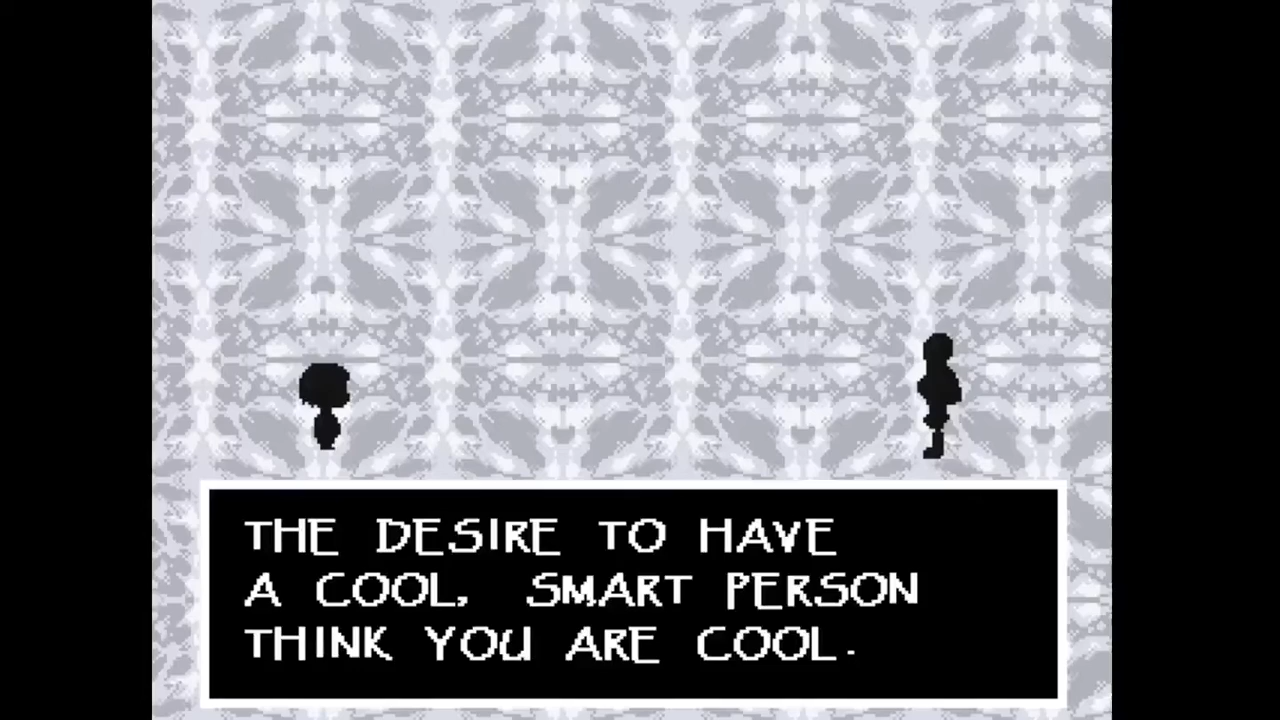 THE DESIRE TO HAVE
A COOL, SMART PERSON
THINK YOU ARE COOL.